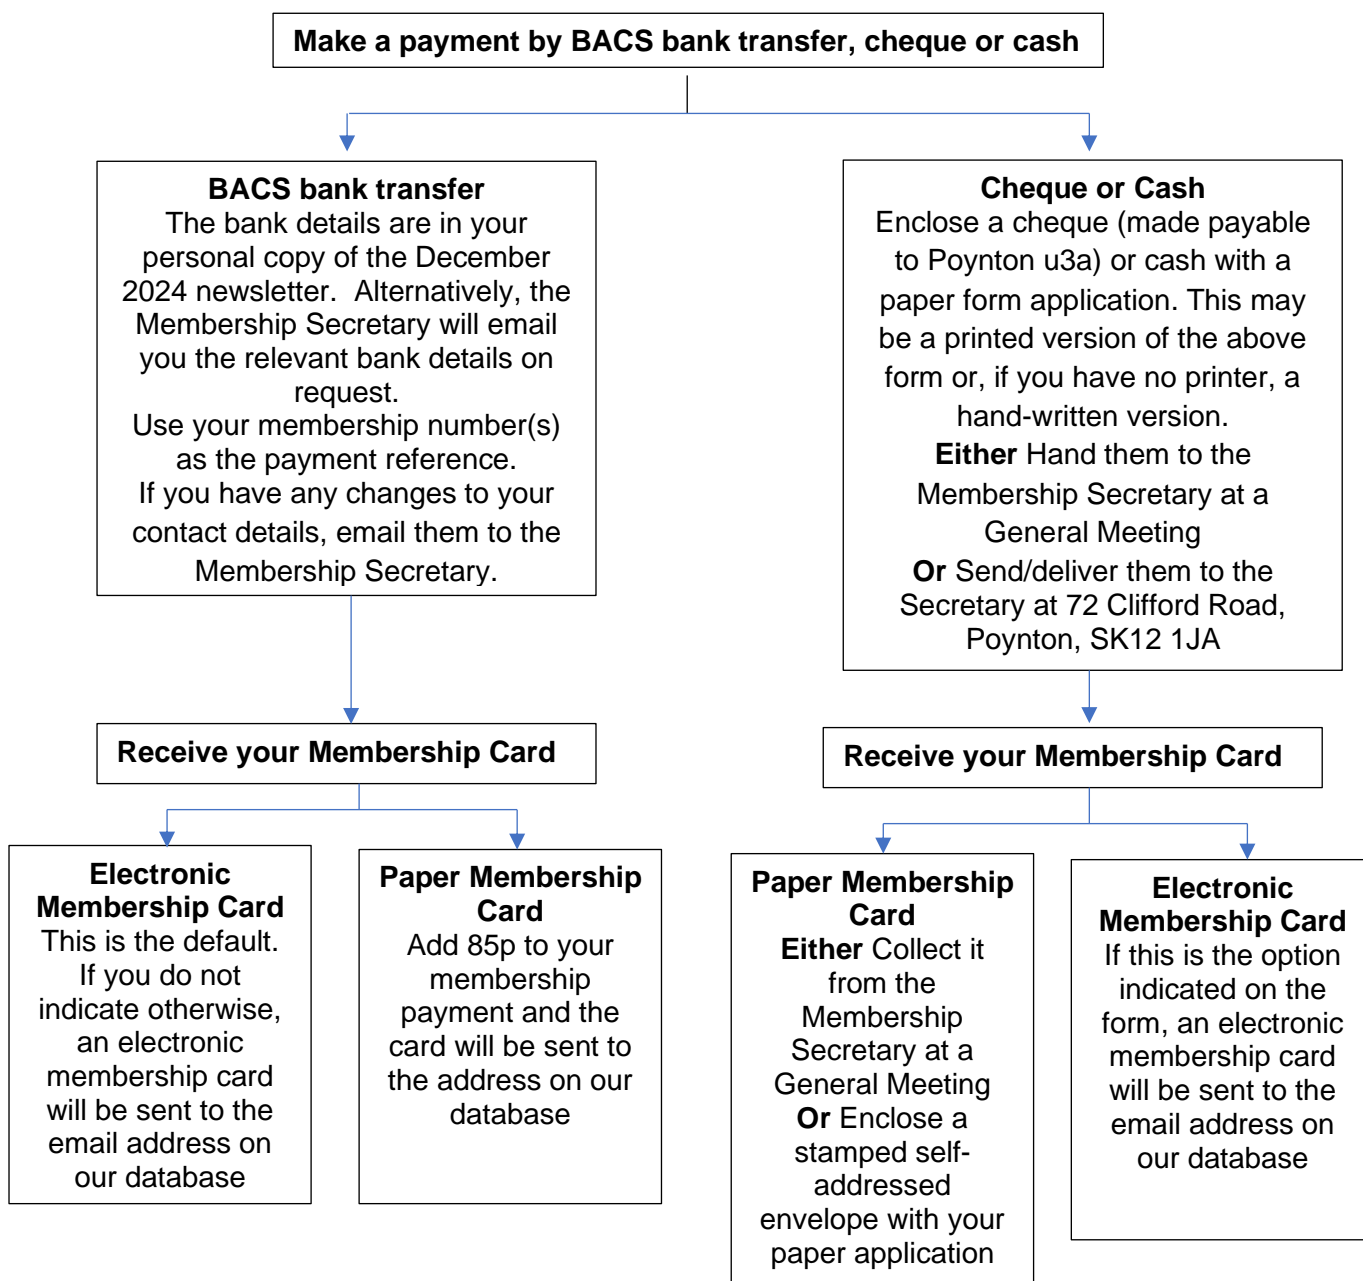 Make a payment by BACS bank transfer, cheque or cash
BACS bank transfer
The bank details are in your
personal copy of the December
2024 newsletter.  Alternatively, the
Membership Secretary will email
you the relevant bank details on
request.
Use your membership number(s)
as the payment reference.
If you have any changes to your
contact details, email them to the
Membership Secretary.
Cheque or Cash
Enclose a cheque (made payable
to Poynton u3a) or cash with a
paper form application. This may
be a printed version of the above
form or, if you have no printer, a
hand-written version.
Either Hand them to the
Membership Secretary at a
General Meeting
Or Send/deliver them to the
Secretary at 72 Clifford Road,
Poynton, SK12 1JA
Receive your Membership Card
Receive your Membership Card
Electronic
Membership Card
This is the default.
If you do not
indicate otherwise,
an electronic
membership card
will be sent to the
email address on
our database
Paper Membership
Card
Add 85p to your
membership
payment and the
card will be sent to
the address on our
database
Paper Membership
Card
Either Collect it
from the
Membership
Secretary at a
General Meeting
Or Enclose a
stamped self-
addressed
envelope with your
paper application
Electronic
Membership Card
If this is the option
indicated on the
form, an electronic
membership card
will be sent to the
email address on
our database